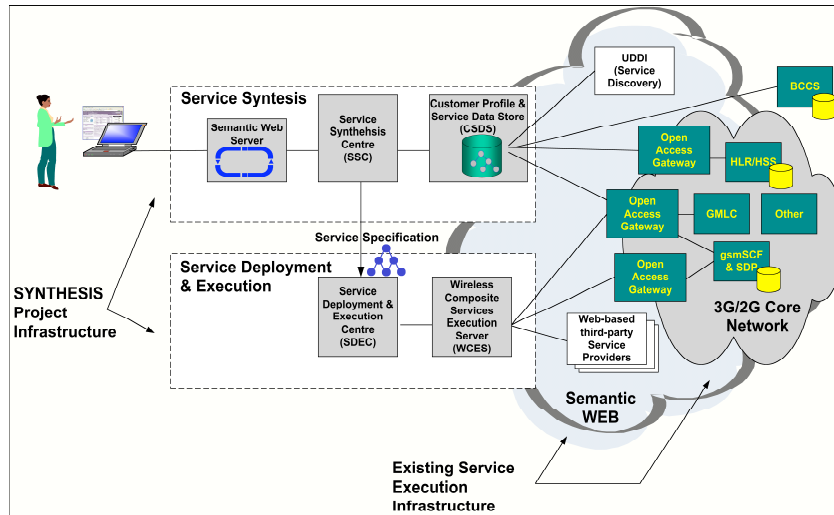 Service Syntesis
Semantic Web
Server
Service
Synthehsis
Centre
(SSC)
Customer Profile &
Service Data Store
(CSDS)
UDDI
(Service
Discovery)
BCCS
Open
Access
Gateway
HLR/HSS
Open
Access
Gateway
GMLC
Other
Open
Access
Gateway
gsmSCF
& SDP
3G/2G Core
Network
Service Specification
Service Deployment
& Execution
Service
Deployment &
Execution
Centre
(SDEC)
Wireless
Composite
Services
Execution
Server
(WCES)
Web-based
third-party
Service
Providers
Semantic
WEB
SYNTHESIS
Project
Infrastructure
Existing Service
Execution
Infrastructure